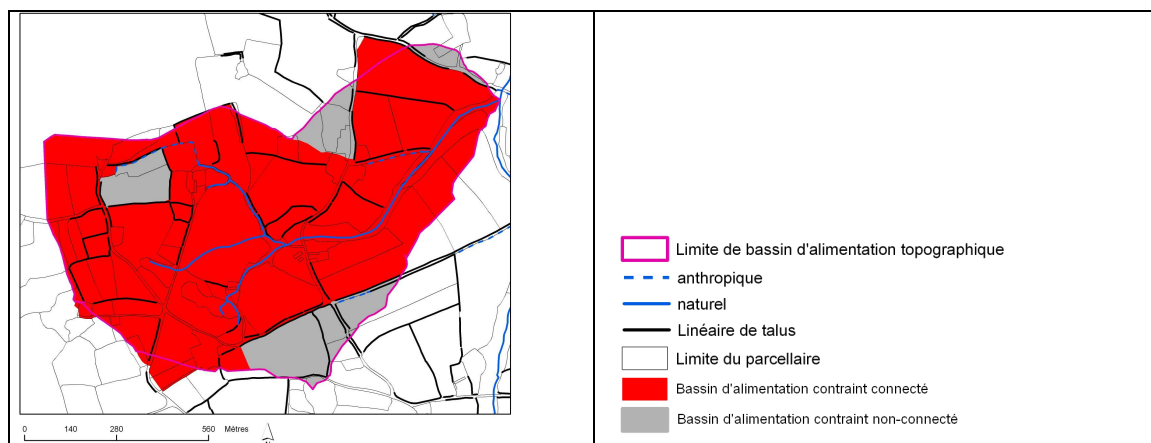 Limite de bassin d'alimentation topographique
anthropique
naturel
Linéaire de talus
Limite du parcellaire
Bassin d'alimentation contraint connecté
Bassin d'alimentation contraint non-connecté
0 140 280 560 Mètres